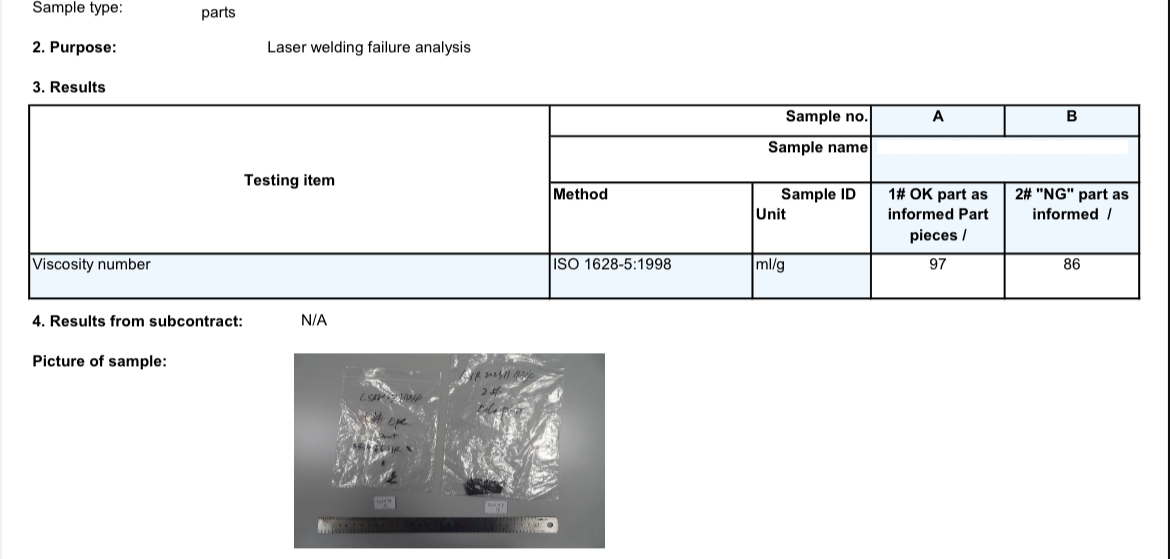 Sample type: parts
2. Purpose: Laser welding failure analysis
3. Results
Sample no. A B
Sample name
Testing item
Method Sample ID 1# OK part as 2# "NG" part as
Unit informed Part informed /
pieces /
Viscosity number ISO 1628-5:1998 ml/g 97 86
4. Results from subcontract: N/A
Picture of sample:
2#